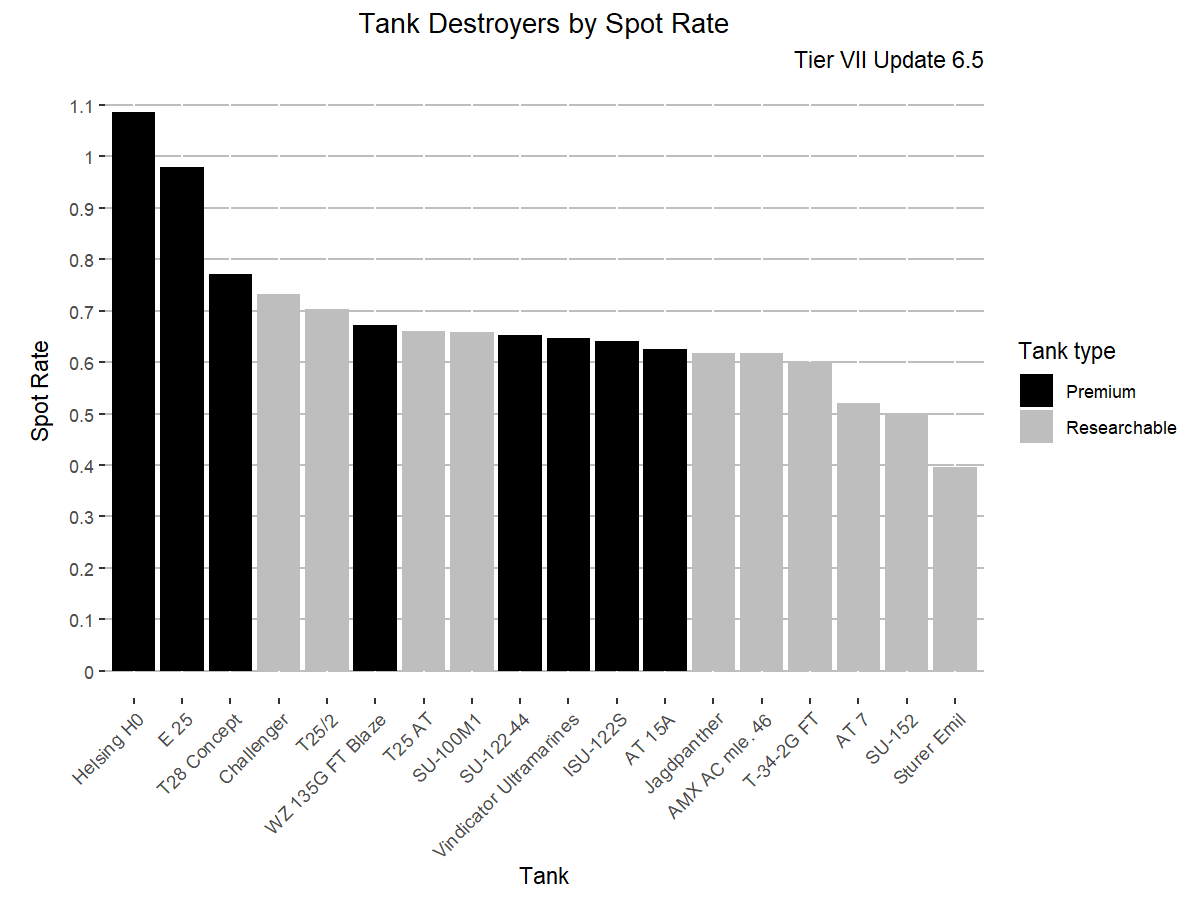 Tank Destroyers by Spot Rate
Tier VII Update 6.5
Spot Rate
1.1
1
0.9
0.8
0.7
0.6
0.5
0.4
0.3
0.2
0.1
0
Helsing H0
E 25
T28 Concept
Challenger
T25/2
WZ 135G FT Blaze
T25 AT
SU-100M1
SU-122-44
Vindicator Ultramarines
ISU-122S
AT 15A
Jagdpanther
AMX AC mle. 46
T-34-2G FT
AT 7
SU-152
Sturer Emil
Tank
Tank type
Premium
Researchable